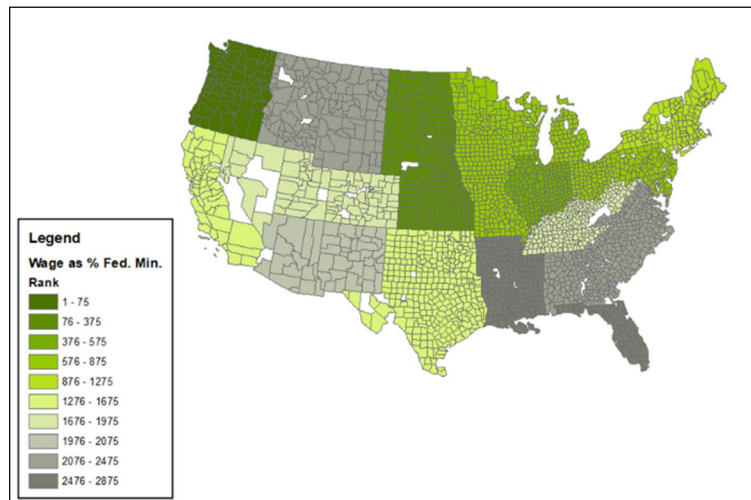 Legend
Wage as % Fed. Min.
Rank
1 - 75
76 - 375
376 - 575
576 - 875
876 - 1275
1276 - 1675
1676 - 1975
1976 - 2075
2076 - 2475
2476 - 2875